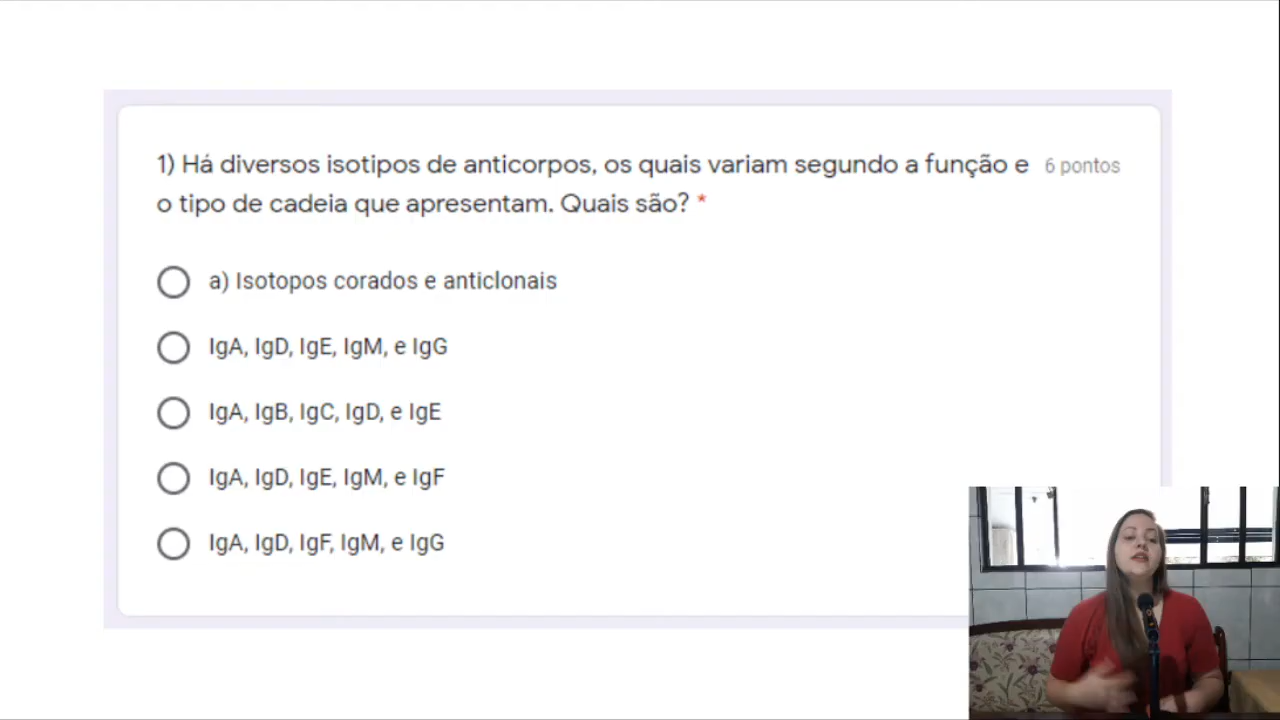 1) Há diversos isotipos de anticorpos, os quais variam segundo a função e 6 pontos
o tipo de cadeia que apresentam. Quais são? *
a) Isotopos corados e anticlonais
IgA, IgD, IgE, IgM, e IgG
IgA, IgB, IgC, IgD, e IgE
IgA, IgD, IgE, IgM, e IgF
IgA, IgD, IgF, IgM, e IgG